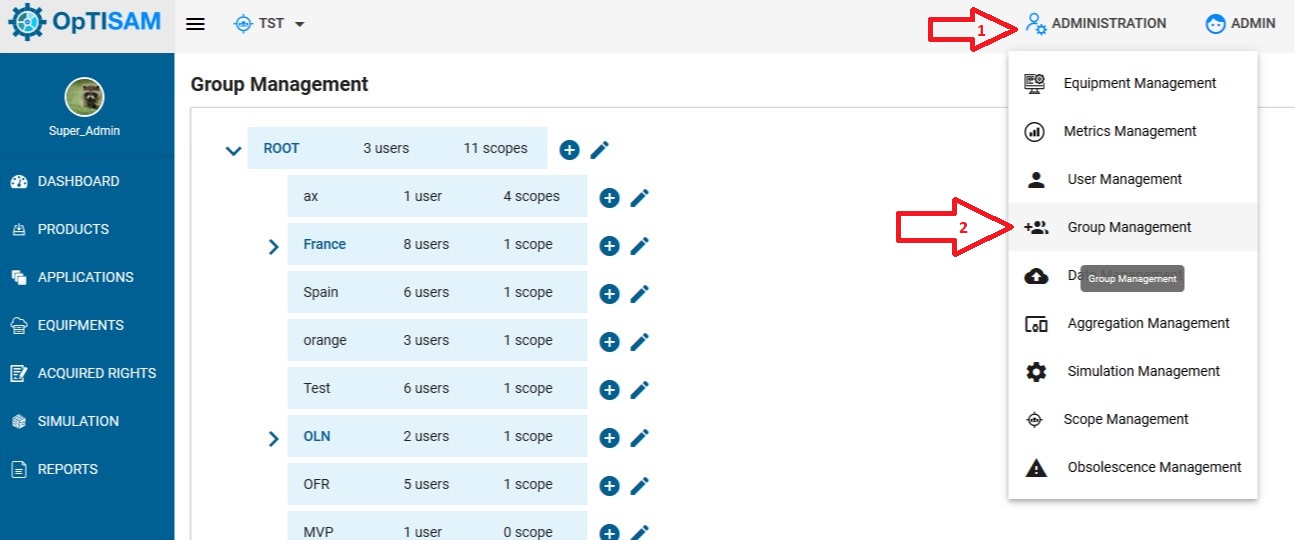 OpTISAM
TST
1
ADMINISTRATION
ADMIN
Super_Admin
DASHBOARD
PRODUCTS
APPLICATIONS
EQUIPMENTS
ACQUIRED RIGHTS
SIMULATION
REPORTS
Group Management
ROOT 3 users 11 scopes
ax 1 user 4 scopes
France 8 users 1 scope
Spain 6 users 1 scope
orange 3 users 1 scope
Test 6 users 1 scope
OLN 2 users 1 scope
OFR 5 users 1 scope
MVP 1 user 0 scope
Equipment Management
Metrics Management
User Management
2
Group Management
Group Management
Aggregation Management
Simulation Management
Scope Management
Obsolescence Management